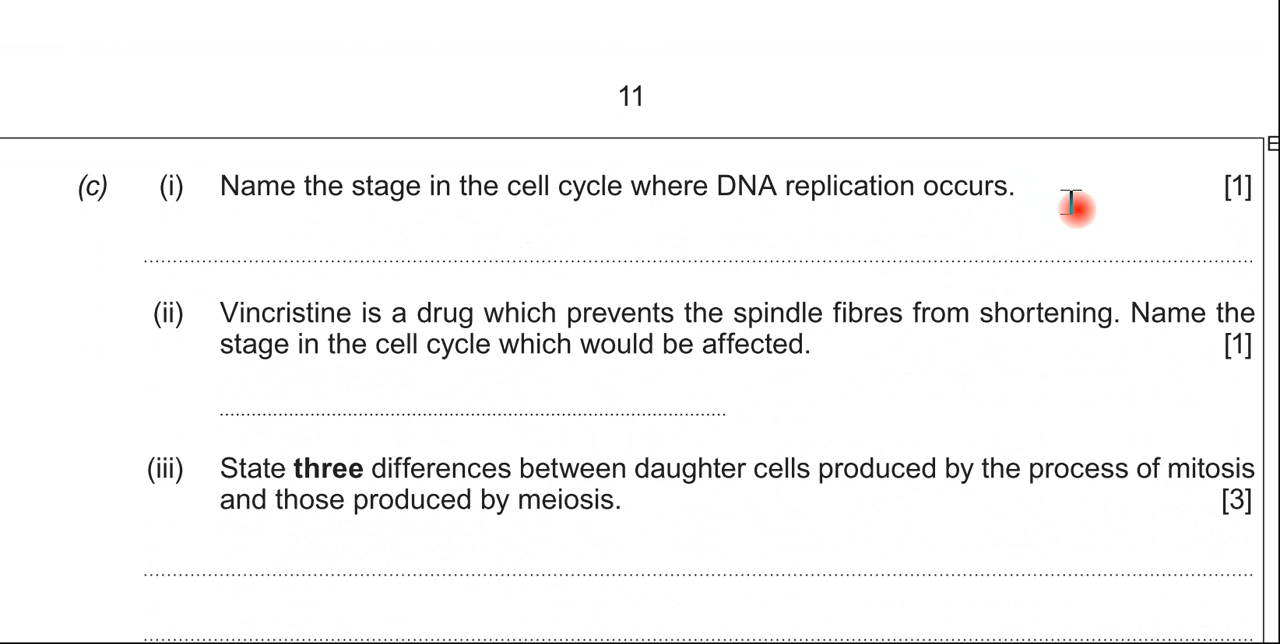 11
E
(c) (i) Name the stage in the cell cycle where DNA replication occurs. [1]
(ii) Vincristine is a drug which prevents the spindle fibres from shortening. Name the
stage in the cell cycle which would be affected. [1]
(iii) State three differences between daughter cells produced by the process of mitosis
and those produced by meiosis. [3]